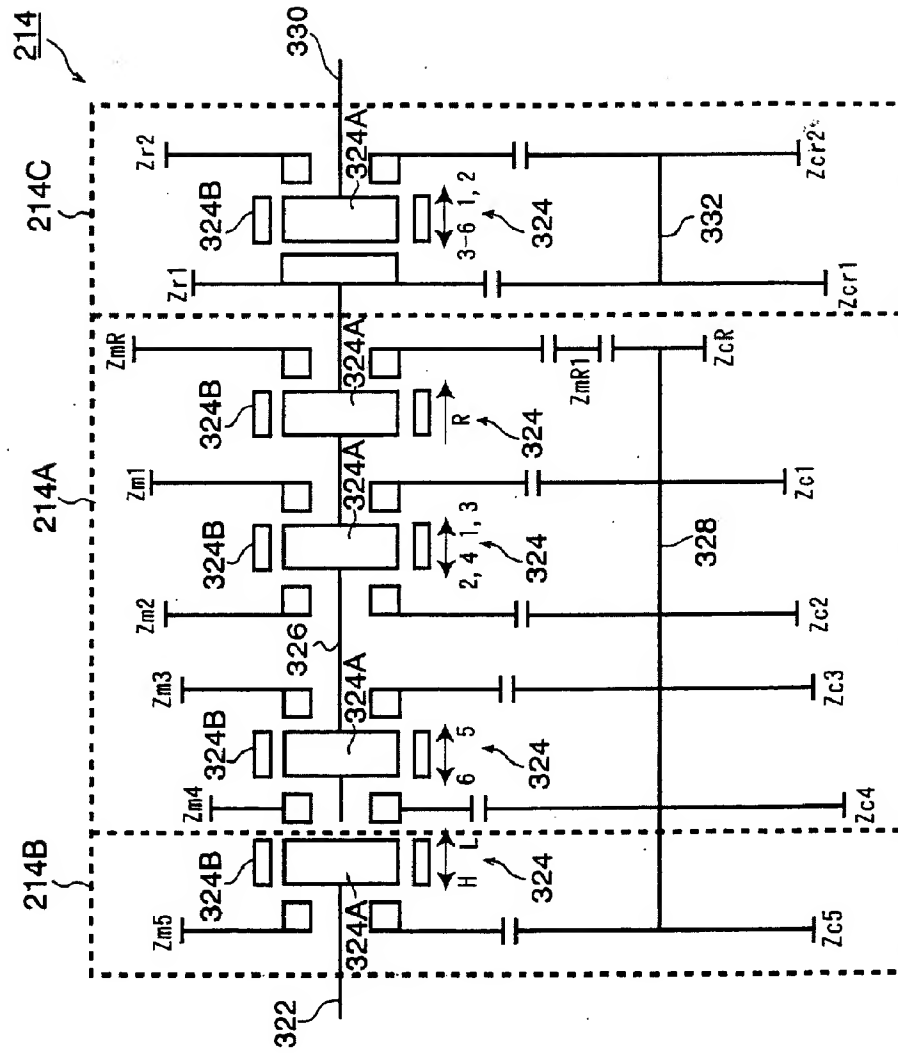 214
214B
214A
214C
330
Zm5
324B
Zm4
324B
Zm3
Zm2
324B
Zm1
324B
ZmR
Zr1
324B
Zr2
322
324A
324A
326
324A
324A
324A
H L
324
6 5
324
2, 4 1, 3
324
R
324
3-6 1, 2
324
ZmR1
328
332
Zc5
Zc4
Zc3
Zc2
Zc1
ZcR
Zcr1
Zcr2